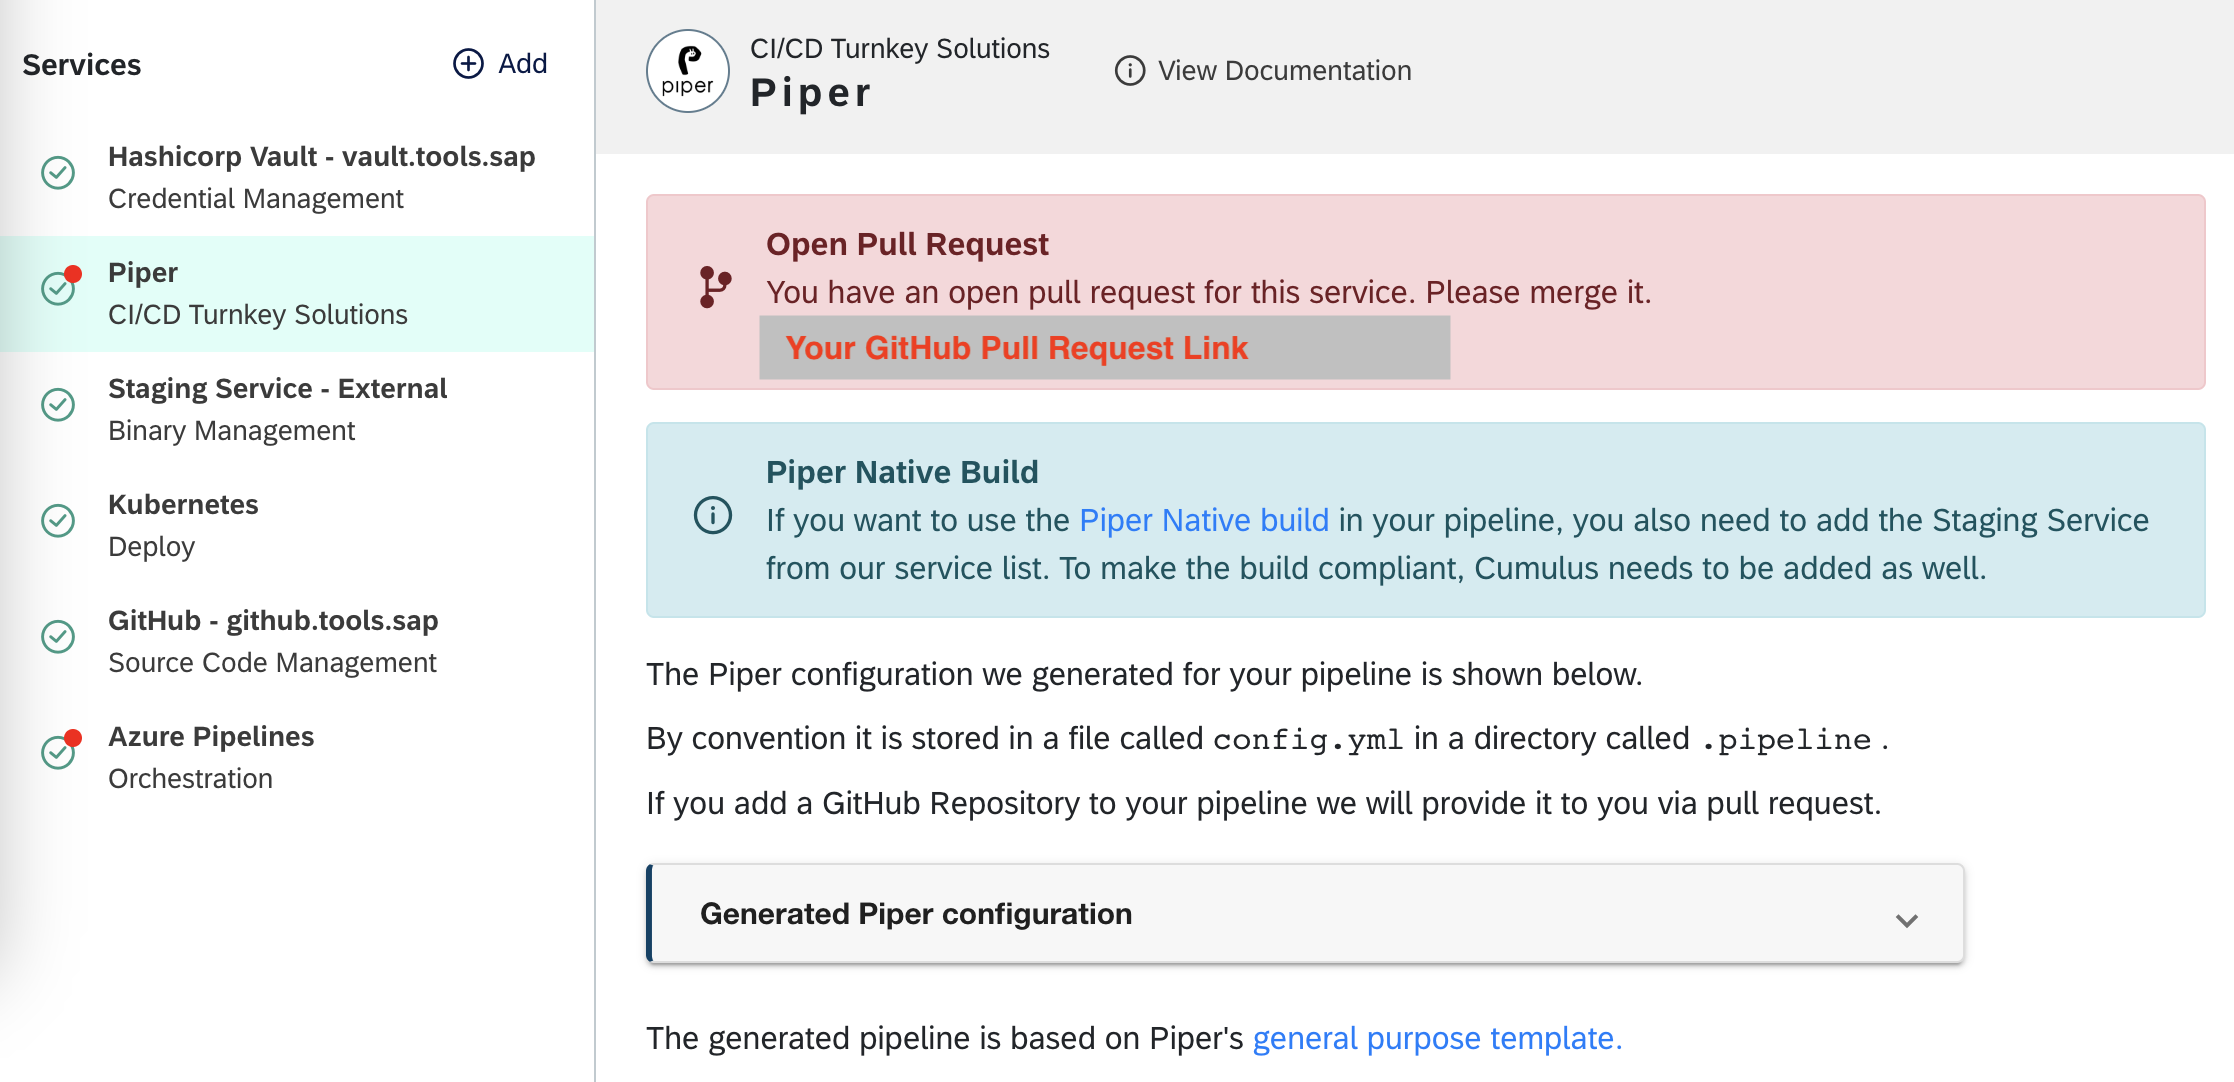 Services
Add
Hashicorp Vault - vault.tools.sap
Credential Management
Piper
CI/CD Turnkey Solutions
Staging Service - External
Binary Management
Kubernetes
Deploy
GitHub - github.tools.sap
Source Code Management
Azure Pipelines
Orchestration
piper
CI/CD Turnkey Solutions
Piper
View Documentation
Open Pull Request
You have an open pull request for this service. Please merge it.
Your GitHub Pull Request Link
Piper Native Build
If you want to use the Piper Native build in your pipeline, you also need to add the Staging Service
from our service list. To make the build compliant, Cumulus needs to be added as well.
The Piper configuration we generated for your pipeline is shown below.
By convention it is stored in a file called config.yml in a directory called .pipeline .
If you add a GitHub Repository to your pipeline we will provide it to you via pull request.
Generated Piper configuration
The generated pipeline is based on Piper's general purpose template.